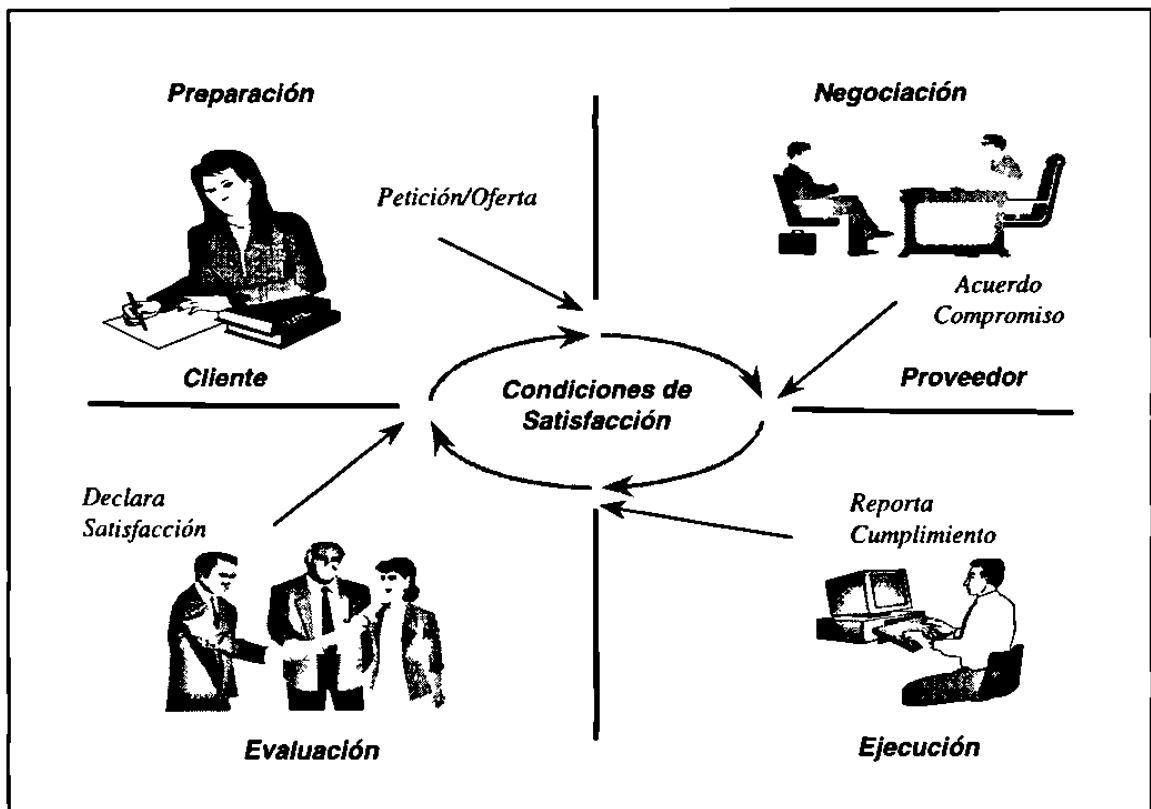 Preparación
Negociación
Petición/Oferta
Acuerdo
Compromiso
Cliente
Condiciones de
Satisfacción
Proveedor
Declara
Satisfacción
Reporta
Cumplimiento
Evaluación
Ejecución